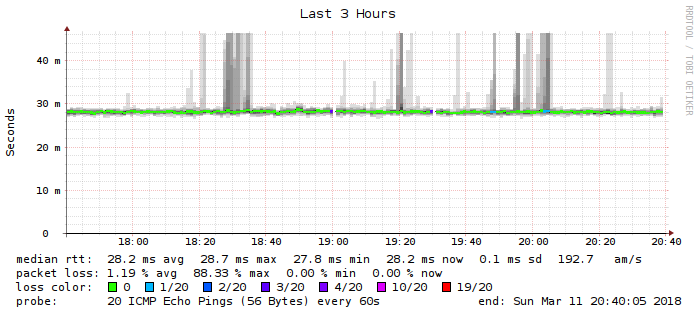 Last 3 Hours
RRDTOOL / TOBI OETIKER
Seconds
40 m
30 m
20 m
10 m
0
18:00 18:20 18:40 19:00 19:20 19:40 20:00 20:20 20:40
median rtt: 28.2 ms avg 28.7 ms max 27.8 ms min 28.2 ms now 0.1 ms sd 192.7 am/s
packet loss: 1.19 % avg 88.33 % max 0.00 % min 0.00 % now
loss color: 0 1/20 2/20 3/20 4/20 10/20 19/20
probe: 20 ICMP Echo Pings (56 Bytes) every 60s end: Sun Mar 11 20:40:05 2018